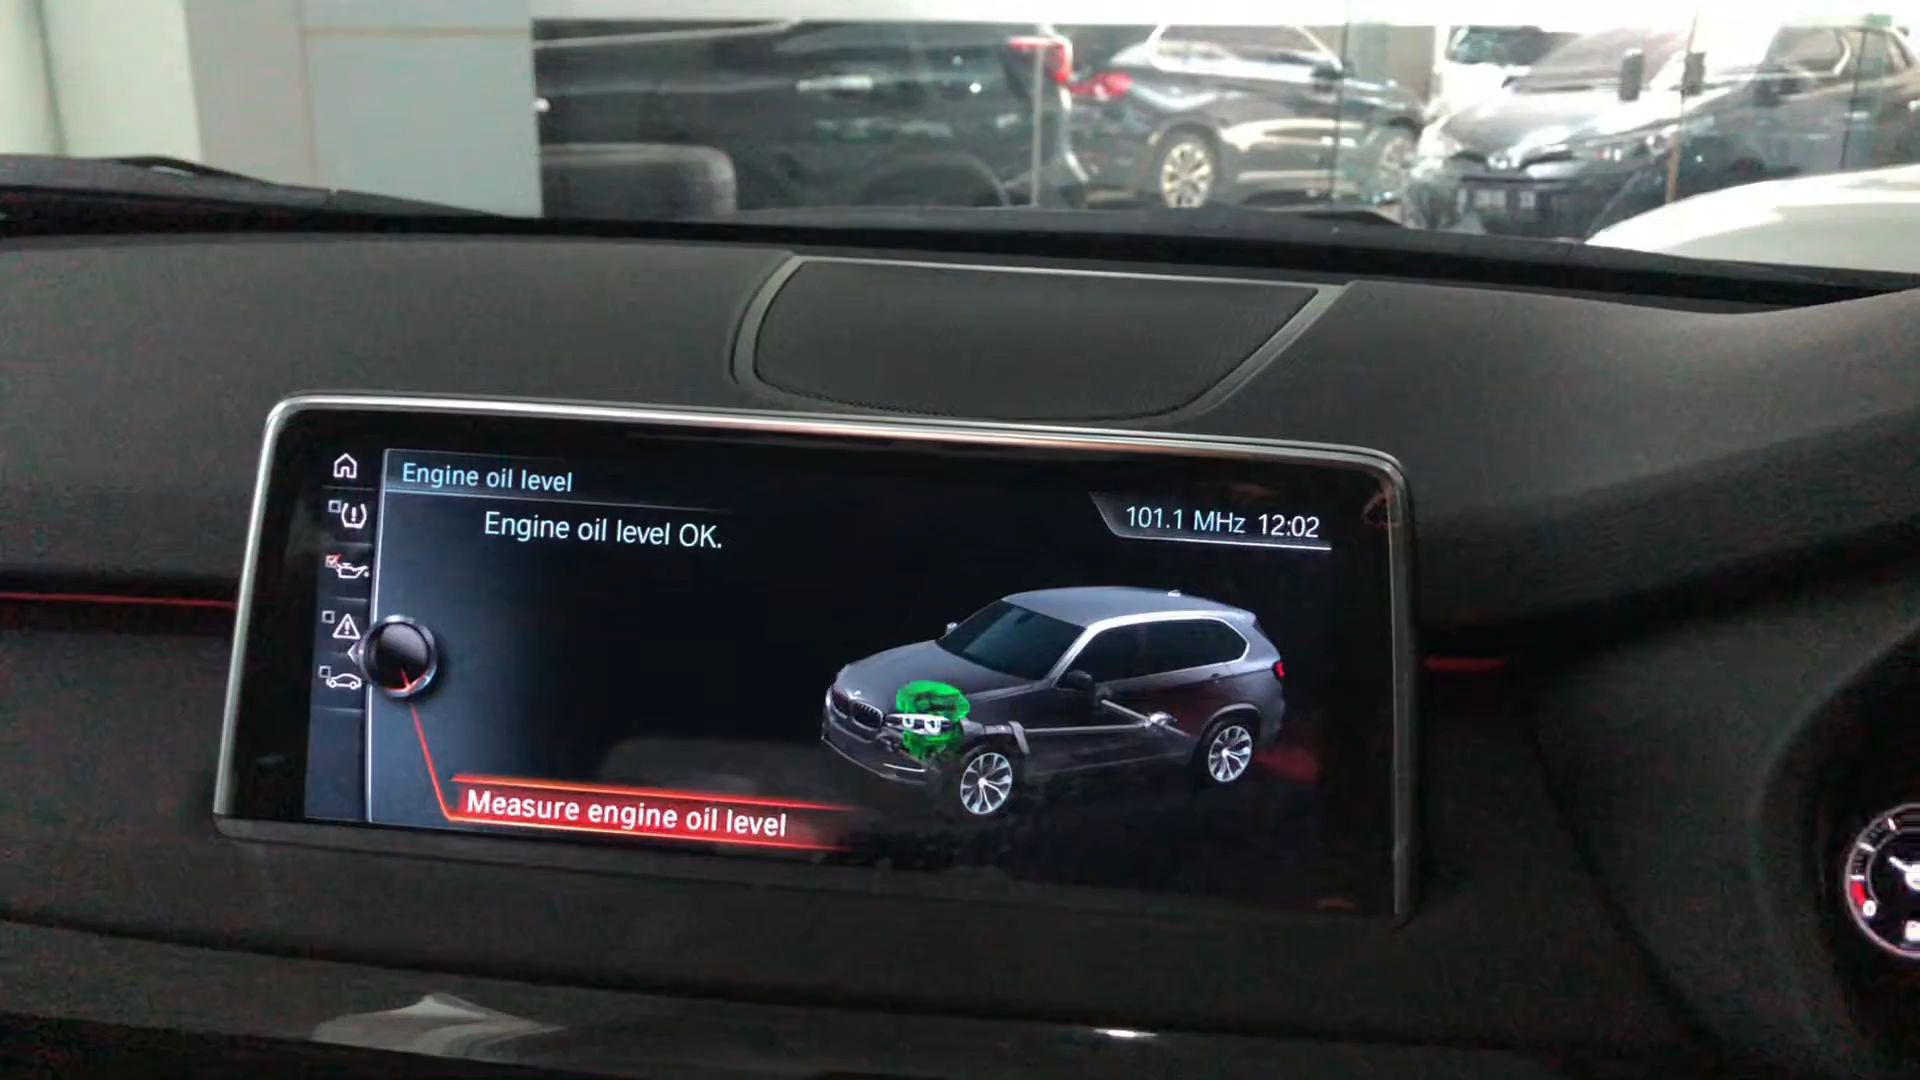 Engine oil level
Engine oil level OK.
101.1 MHz 12:02
Measure engine oil level